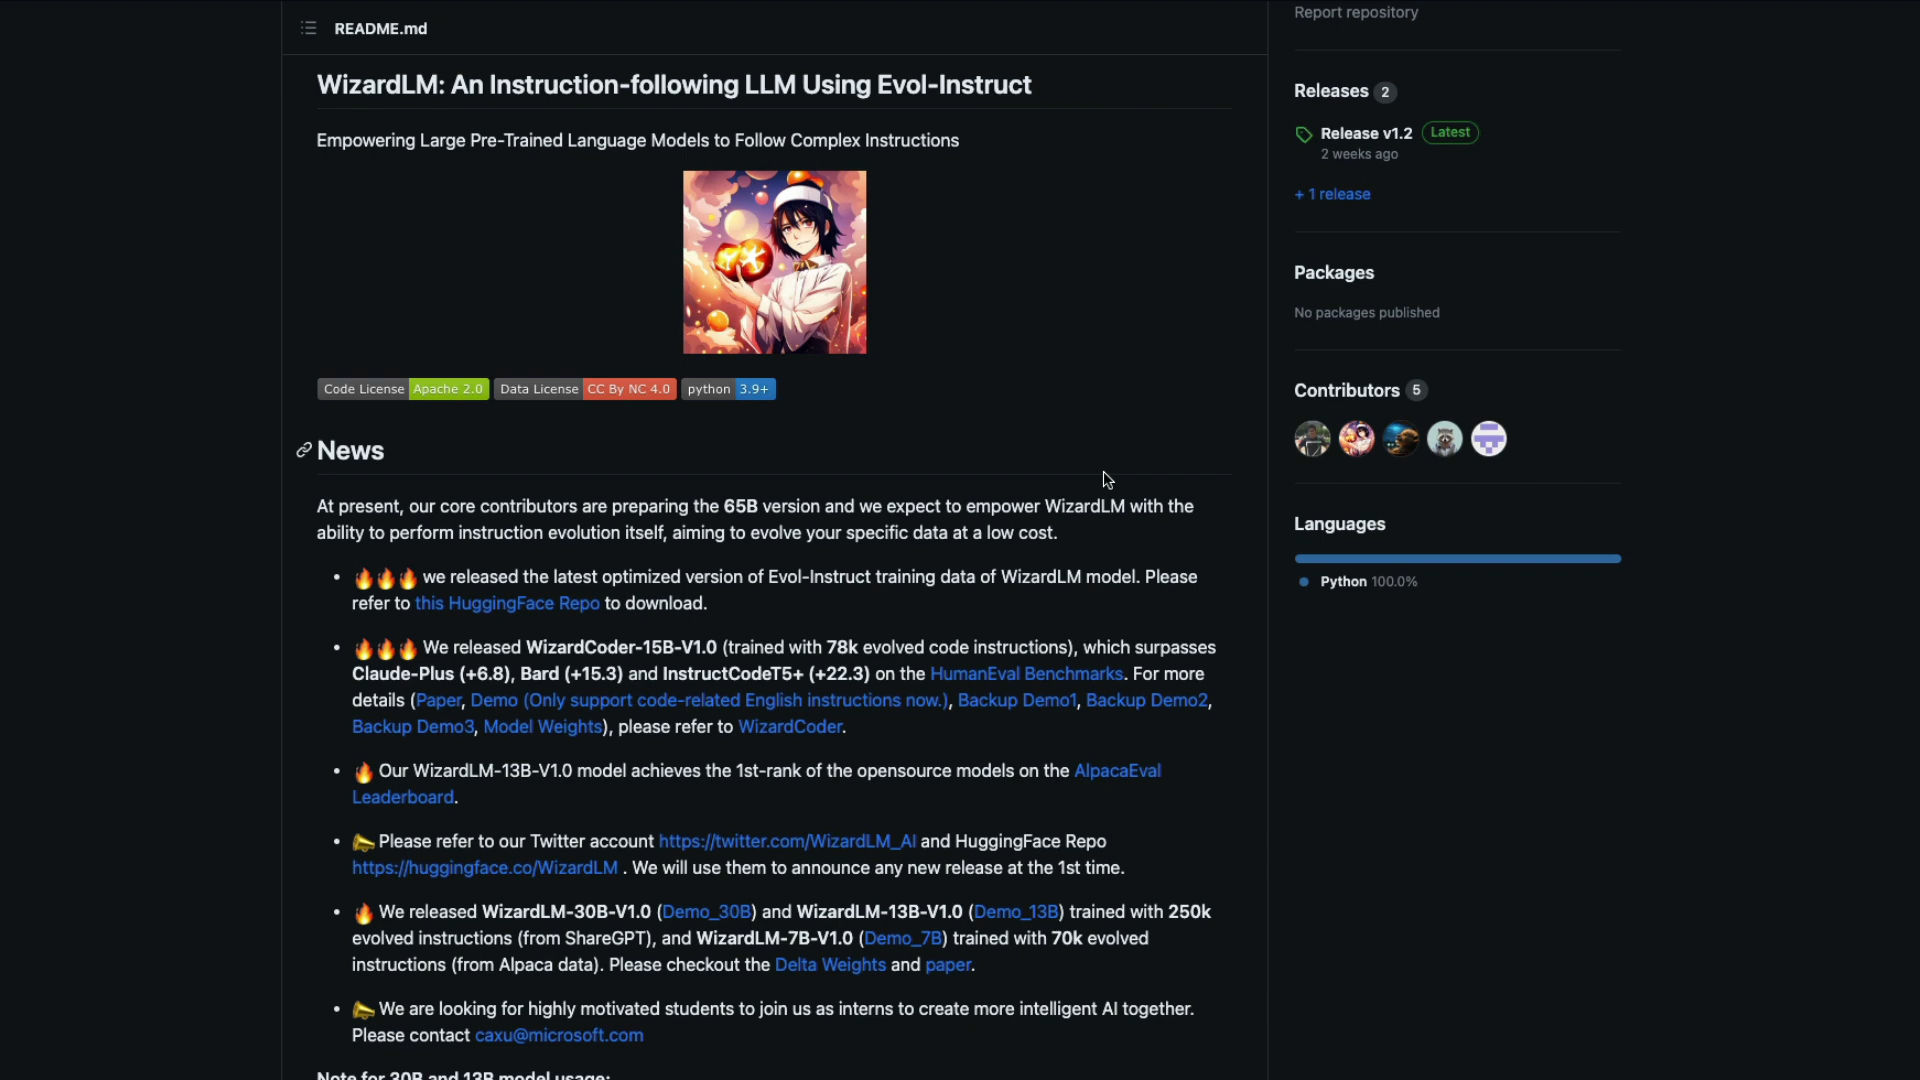 README.md
WizardLM: An Instruction-following LLM Using Evol-Instruct
Empowering Large Pre-Trained Language Models to Follow Complex Instructions
Code License Apache 2.0 Data License CC By NC 4.0 python 3.9+
News
At present, our core contributors are preparing the 65B version and we expect to empower WizardLM with the
ability to perform instruction evolution itself, aiming to evolve your specific data at a low cost.
• 🔥🔥🔥 we released the latest optimized version of Evol-Instruct training data of WizardLM model. Please
refer to this HuggingFace Repo to download.
• 🔥🔥🔥 We released WizardCoder-15B-V1.0 (trained with 78k evolved code instructions), which surpasses
Claude-Plus (+6.8), Bard (+15.3) and InstructCodeT5+ (+22.3) on the HumanEval Benchmarks. For more
details (Paper, Demo (Only support code-related English instructions now.), Backup Demo1, Backup Demo2,
Backup Demo3, Model Weights), please refer to WizardCoder.
• 🔥 Our WizardLM-13B-V1.0 model achieves the 1st-rank of the opensource models on the AlpacaEval
Leaderboard.
• 📣 Please refer to our Twitter account https://twitter.com/WizardLM_AI and HuggingFace Repo
https://huggingface.co/WizardLM . We will use them to announce any new release at the 1st time.
• 🔥 We released WizardLM-30B-V1.0 (Demo_30B) and WizardLM-13B-V1.0 (Demo_13B) trained with 250k
evolved instructions (from ShareGPT), and WizardLM-7B-V1.0 (Demo_7B) trained with 70k evolved
instructions (from Alpaca data). Please checkout the Delta Weights and paper.
• 📣 We are looking for highly motivated students to join us as interns to create more intelligent AI together.
Please contact caxu@microsoft.com
Note for 30B and 13B model usage:
Report repository
Releases 2
Release v1.2 Latest
2 weeks ago
+ 1 release
Packages
No packages published
Contributors 5
Languages
Python 100.0%